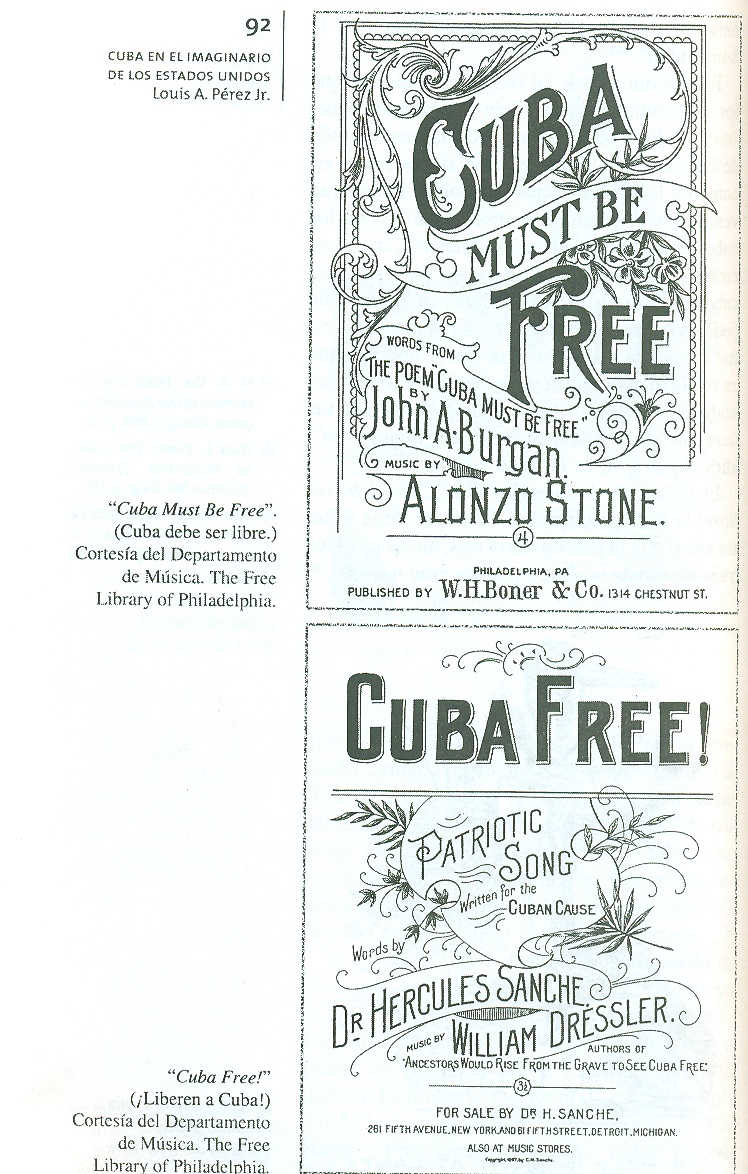 92
CUBA EN EL IMAGINARIO
DE LOS ESTADOS UNIDOS
Louis A. Pérez Jr.
CUBA
MUST BE
FREE
WORDS FROM
THE POEM "CUBA MUST BE FREE"
BY
John A. Burgan.
MUSIC BY
ALONZO STONE.
4
PHILADELPHIA, PA
PUBLISHED BY W.H. Boner & Co. 1314 CHESTNUT ST.
“Cuba Must Be Free”.
(Cuba debe ser libre.)
Cortesía del Departamento
de Música. The Free
Library of Philadelphia.
CUBA FREE!
PATRIOTIC
SONG
Written for the
CUBAN CAUSE
Words by
DR HERCULES SANCHE.
MUSIC BY WILLIAM DRESSLER.
AUTHORS OF
"ANCESTORS WOULD RISE FROM THE GRAVE TO SEE CUBA FREE."
3½
FOR SALE BY DR H. SANCHE,
261 FIFTH AVENUE, NEW YORK, AND 61 FIFTH STREET, DETROIT, MICHIGAN.
ALSO AT MUSIC STORES.
“Cuba Free!”
(¡Liberen a Cuba!)
Cortesía del Departamento
de Música. The Free
Library of Philadelphia.